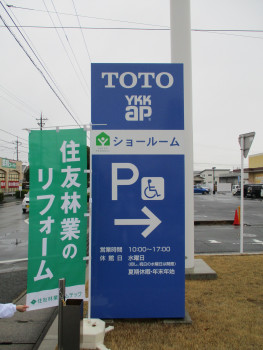 TOTO
YKK
ap
ショールーム
P
営業時間 10:00~17:00
休館日 水曜日
夏期休暇・年末年始
住友林業の
リフォーム
住友林業